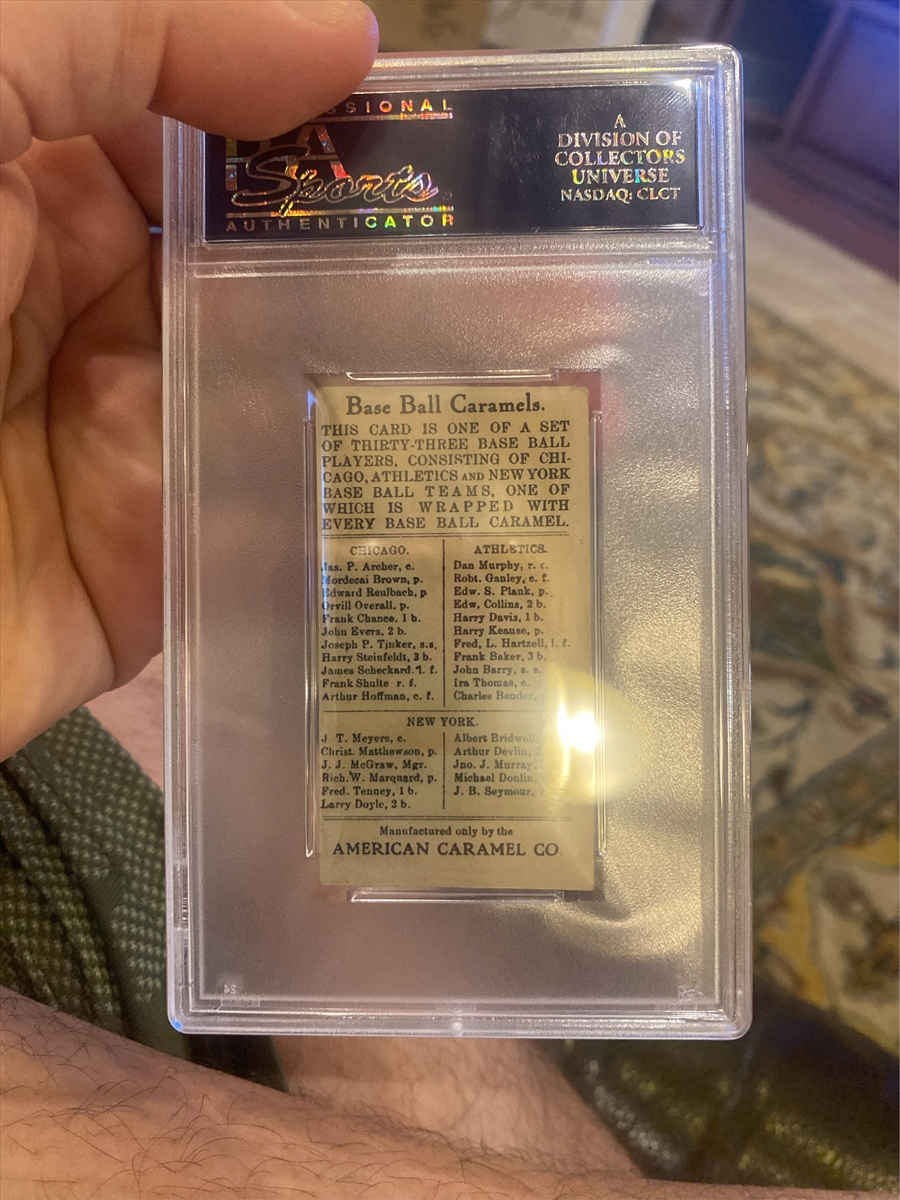 SSIONAL
Sports
AUTHENTICATOR
A
DIVISION OF
COLLECTORS
UNIVERSE
NASDAQ: CLCT
Base Ball Caramels.
THIS CARD IS ONE OF A SET
OF THIRTY-THREE BASE BALL
PLAYERS, CONSISTING OF CHI-
CAGO, ATHLETICS AND NEW YORK
BASE BALL TEAMS, ONE OF
WHICH IS WRAPPED WITH
EVERY BASE BALL CARAMEL.
CHICAGO.
Jas. P. Archer, c.
Mordecai Brown, p.
Edward Reulbach, p
Orvill Overall, p.
Frank Chance, 1 b.
John Evers, 2 b.
Joseph P. Tinker, s.s.
Harry Steinfeldt, 3 b.
James Scheckard, l. f.
Frank Shulte r. f.
Arthur Hoffman, c. f.
ATHLETICS.
Dan Murphy, r. f.
Robt. Ganley, c. f.
Edw. S. Plank, p.
Edw, Collins, 2 b.
Harry Davis, 1 b.
Harry Keause, p.
Fred, L. Hartzell, l. f.
Frank Baker, 3 b.
John Barry, s. s.
Ira Thomas, c.
Charles Bender,
NEW YORK.
J T. Meyers, c.
Christ. Matthewson, p.
J. J. McGraw, Mgr.
Rich. W. Marquard, p.
Fred. Tenney, 1 b.
Larry Doyle, 2 b.
Albert Bridwell,
Arthur Devlin, 3
Jno. J. Murray,
Michael Donlin,
J. B. Seymour,
Manufactured only by the
AMERICAN CARAMEL CO.